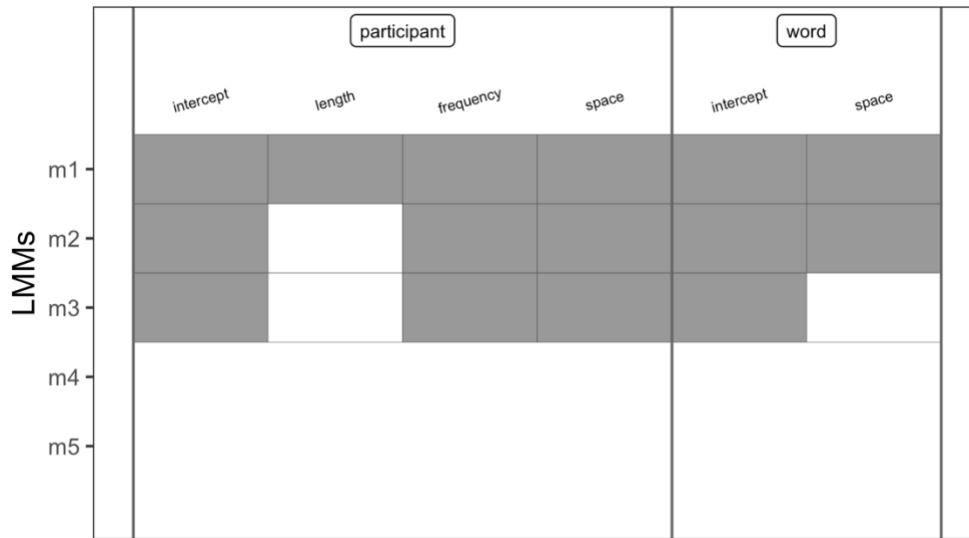 participant
word
intercept
length
frequency
space
intercept
space
LMMs
m1
m2
m3
m4
m5